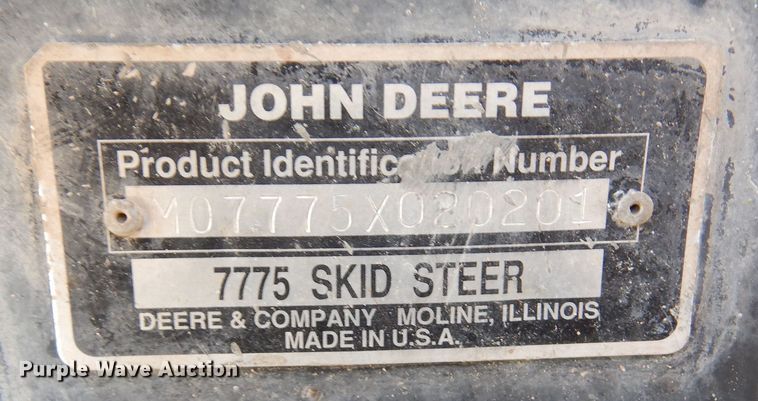 JOHN DEERE
Product Identification Number
M07775X020201
7775 SKID STEER
DEERE & COMPANY MOLINE, ILLINOIS
MADE IN U.S.A.
Purple Wave Auction